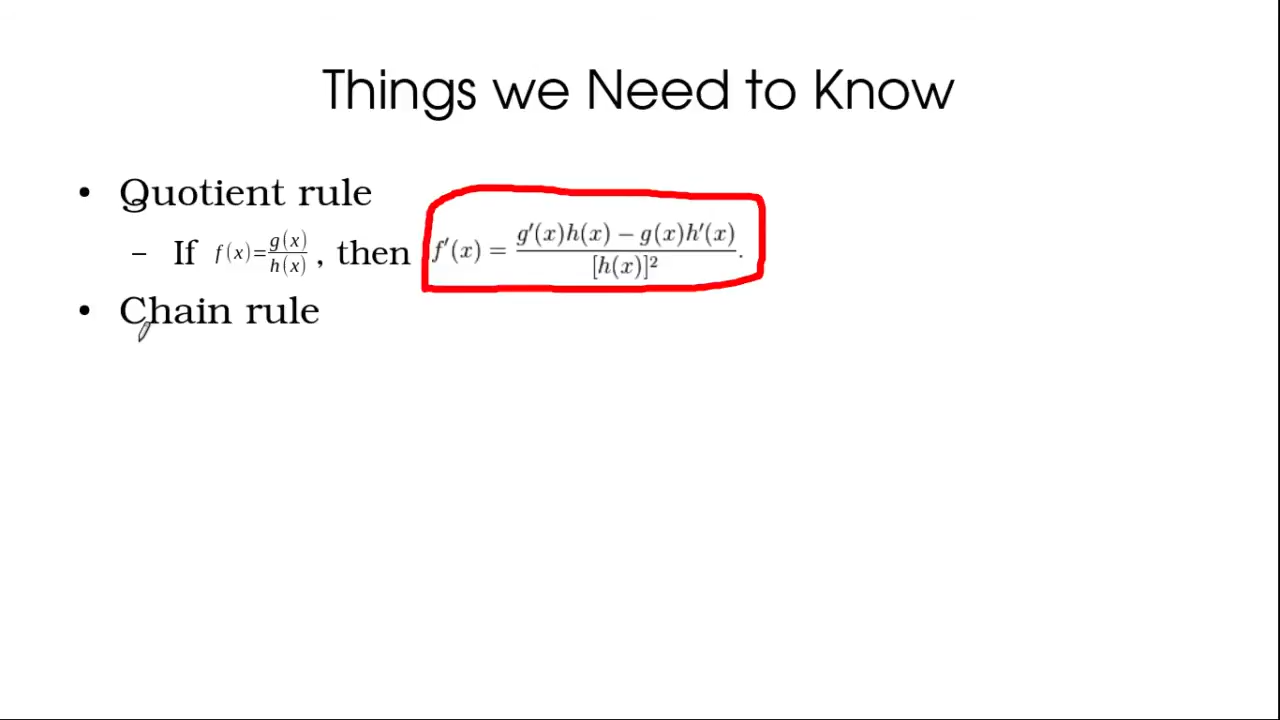 Things we Need to Know
• Quotient rule
– If f(x)=g(x)/h(x), then f′(x) = g′(x)h(x) − g(x)h′(x)/[h(x)]².
• Chain rule